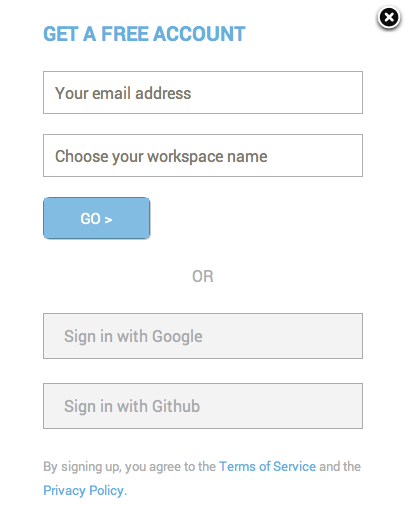 GET A FREE ACCOUNT
Your email address
Choose your workspace name
GO >
OR
Sign in with Google
Sign in with Github
By signing up, you agree to the Terms of Service and the
Privacy Policy.